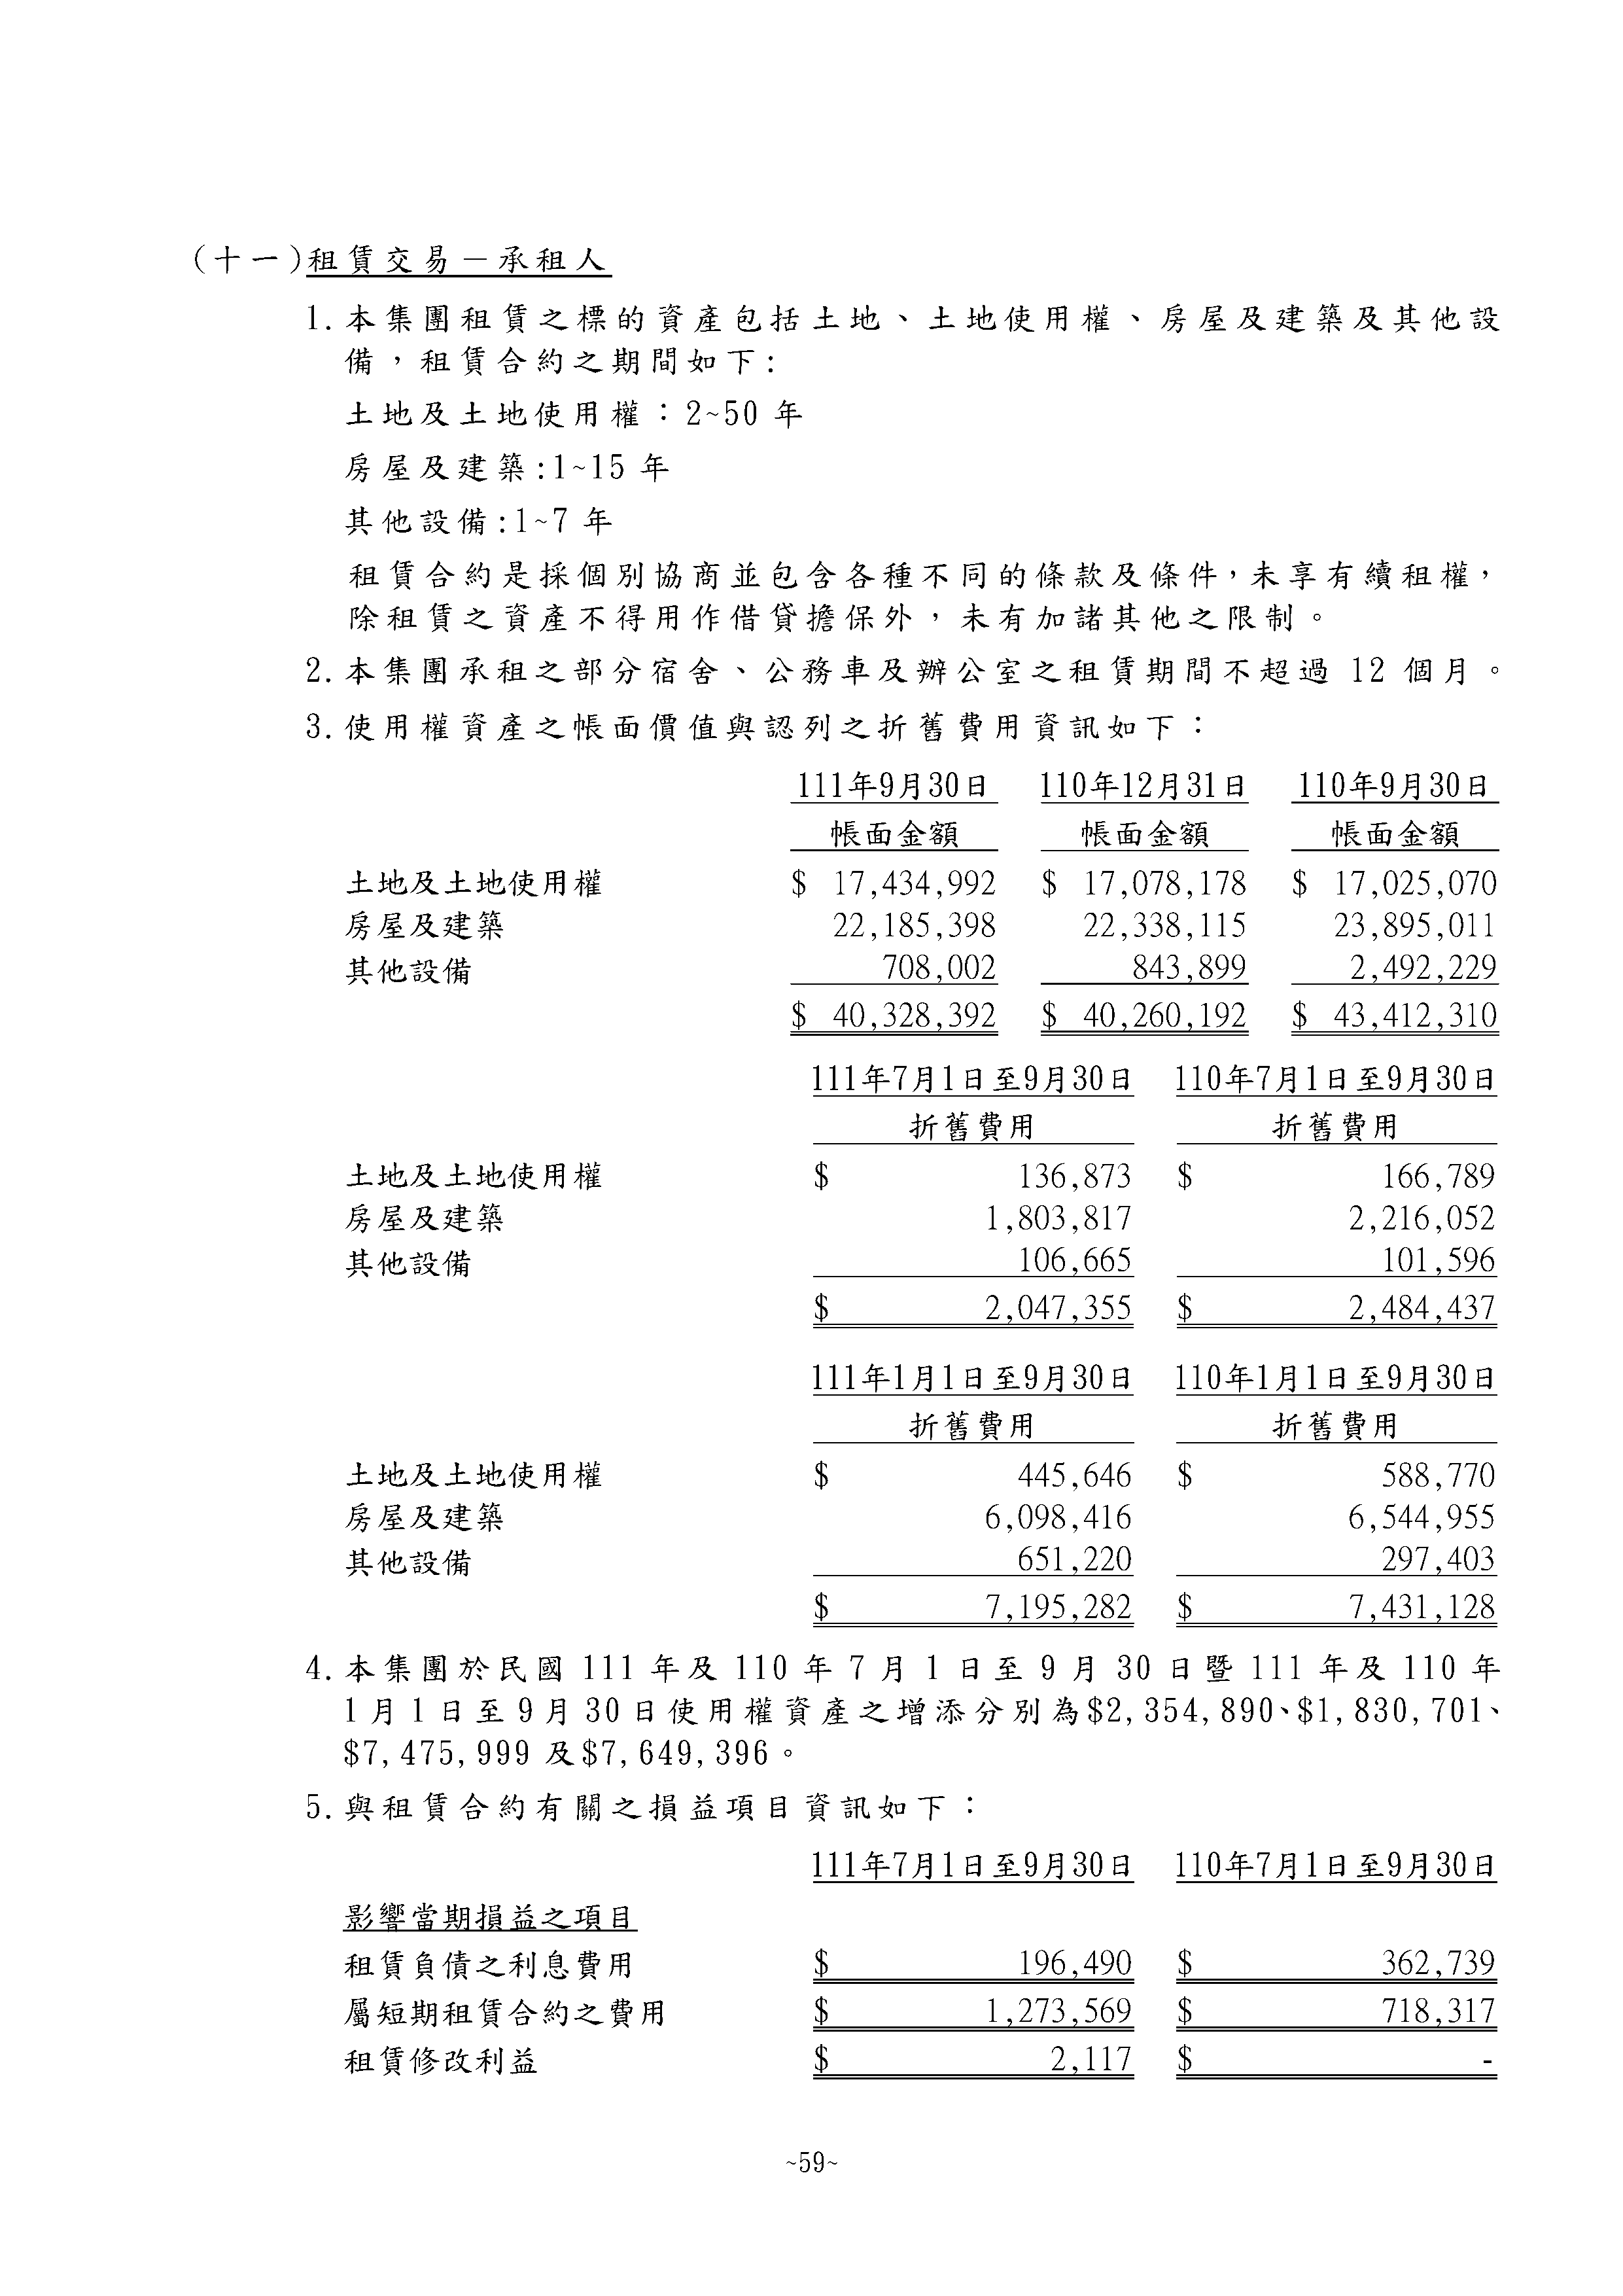 (十一)租賃交易－承租人
1.本集團租賃之標的資產包括土地、土地使用權、房屋及建築及其他設
備，租賃合約之期間如下:
土地及土地使用權：2~50 年
房屋及建築:1~15 年
其他設備:1~7 年
租賃合約是採個別協商並包含各種不同的條款及條件，未享有續租權，
除租賃之資產不得用作借貸擔保外，未有加諸其他之限制。
2.本集團承租之部分宿舍、公務車及辦公室之租賃期間不超過 12 個月。
3.使用權資產之帳面價值與認列之折舊費用資訊如下：
111年9月30日 110年12月31日 110年9月30日
帳面金額 帳面金額 帳面金額
土地及土地使用權 $ 17,434,992 $ 17,078,178 $ 17,025,070
房屋及建築 22,185,398 22,338,115 23,895,011
其他設備 708,002 843,899 2,492,229
$ 40,328,392 $ 40,260,192 $ 43,412,310
111年7月1日至9月30日 110年7月1日至9月30日
折舊費用 折舊費用
土地及土地使用權 $ 136,873 $ 166,789
房屋及建築 1,803,817 2,216,052
其他設備 106,665 101,596
$ 2,047,355 $ 2,484,437
111年1月1日至9月30日 110年1月1日至9月30日
折舊費用 折舊費用
土地及土地使用權 $ 445,646 $ 588,770
房屋及建築 6,098,416 6,544,955
其他設備 651,220 297,403
$ 7,195,282 $ 7,431,128
4.本集團於民國 111 年及 110 年 7 月 1 日至 9 月 30 日暨 111 年及 110 年
1 月 1 日至 9 月 30 日使用權資產之增添分別為$2,354,890、$1,830,701、
$7,475,999 及$7,649,396。
5.與租賃合約有關之損益項目資訊如下：
111年7月1日至9月30日 110年7月1日至9月30日
影響當期損益之項目
租賃負債之利息費用 $ 196,490 $ 362,739
屬短期租賃合約之費用 $ 1,273,569 $ 718,317
租賃修改利益 $ 2,117 $ -
~59~